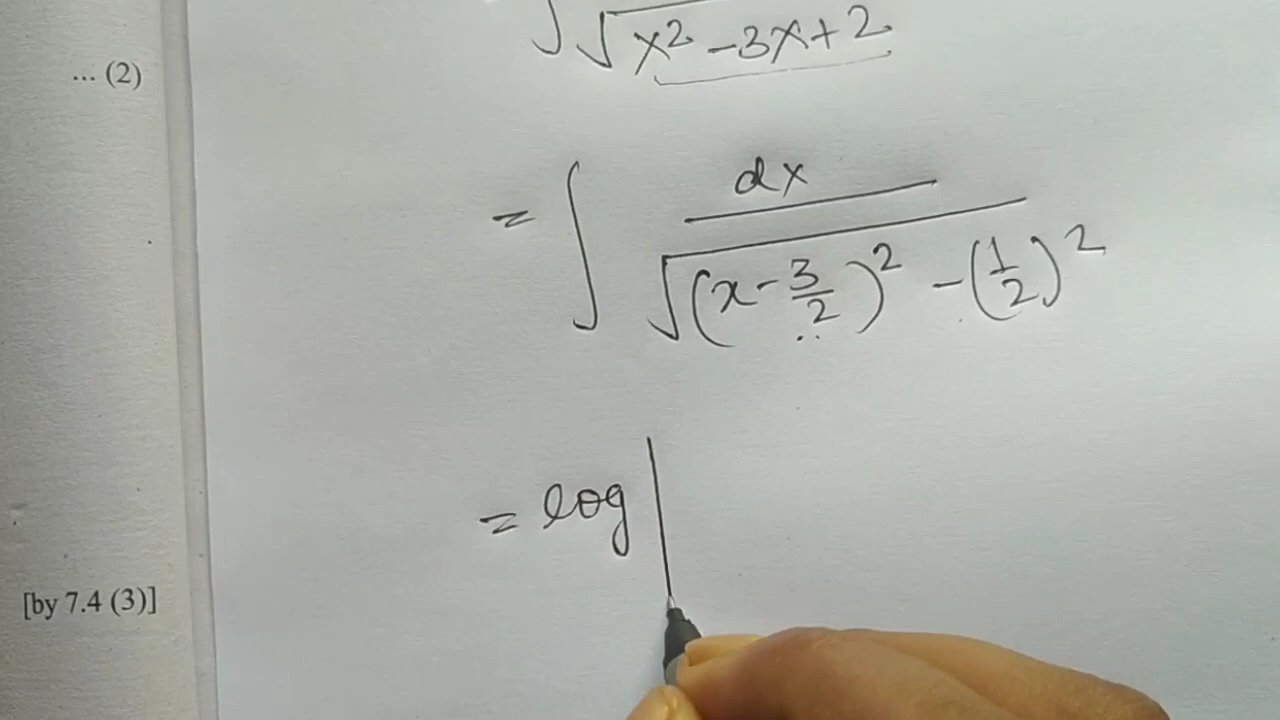 ∫ √x² - 3x + 2
... (2)
= ∫ dx / √(x - 3/2)² - (1/2)²
= log |
[by 7.4 (3)]